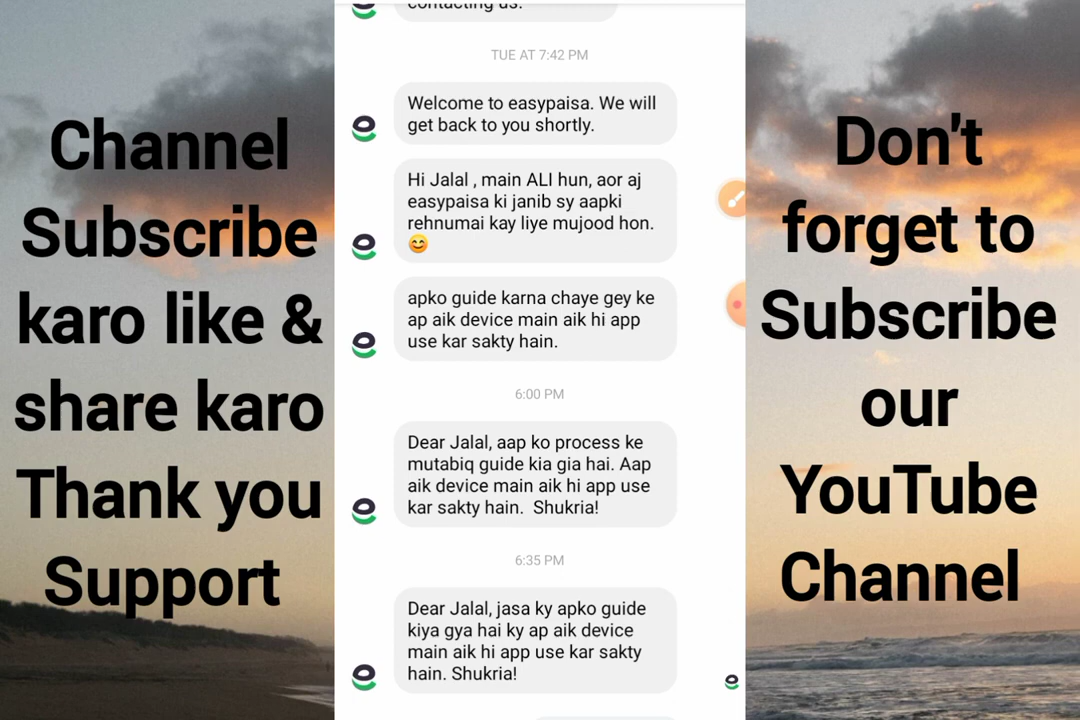 Channel
Subscribe
karo like &
share karo
Thank you
Support
contacting us.
TUE AT 7:42 PM
Welcome to easypaisa. We will
get back to you shortly.
Hi Jalal , main ALI hun, aor aj
easypaisa ki janib sy aapki
rehnumai kay liye mujood hon.
😊
apko guide karna chaye gey ke
ap aik device main aik hi app
use kar sakty hain.
6:00 PM
Dear Jalal, aap ko process ke
mutabiq guide kia gia hai. Aap
aik device main aik hi app use
kar sakty hain.  Shukria!
6:35 PM
Dear Jalal, jasa ky apko guide
kiya gya hai ky ap aik device
main aik hi app use kar sakty
hain. Shukria!
Don't
forget to
Subscribe
our
YouTube
Channel